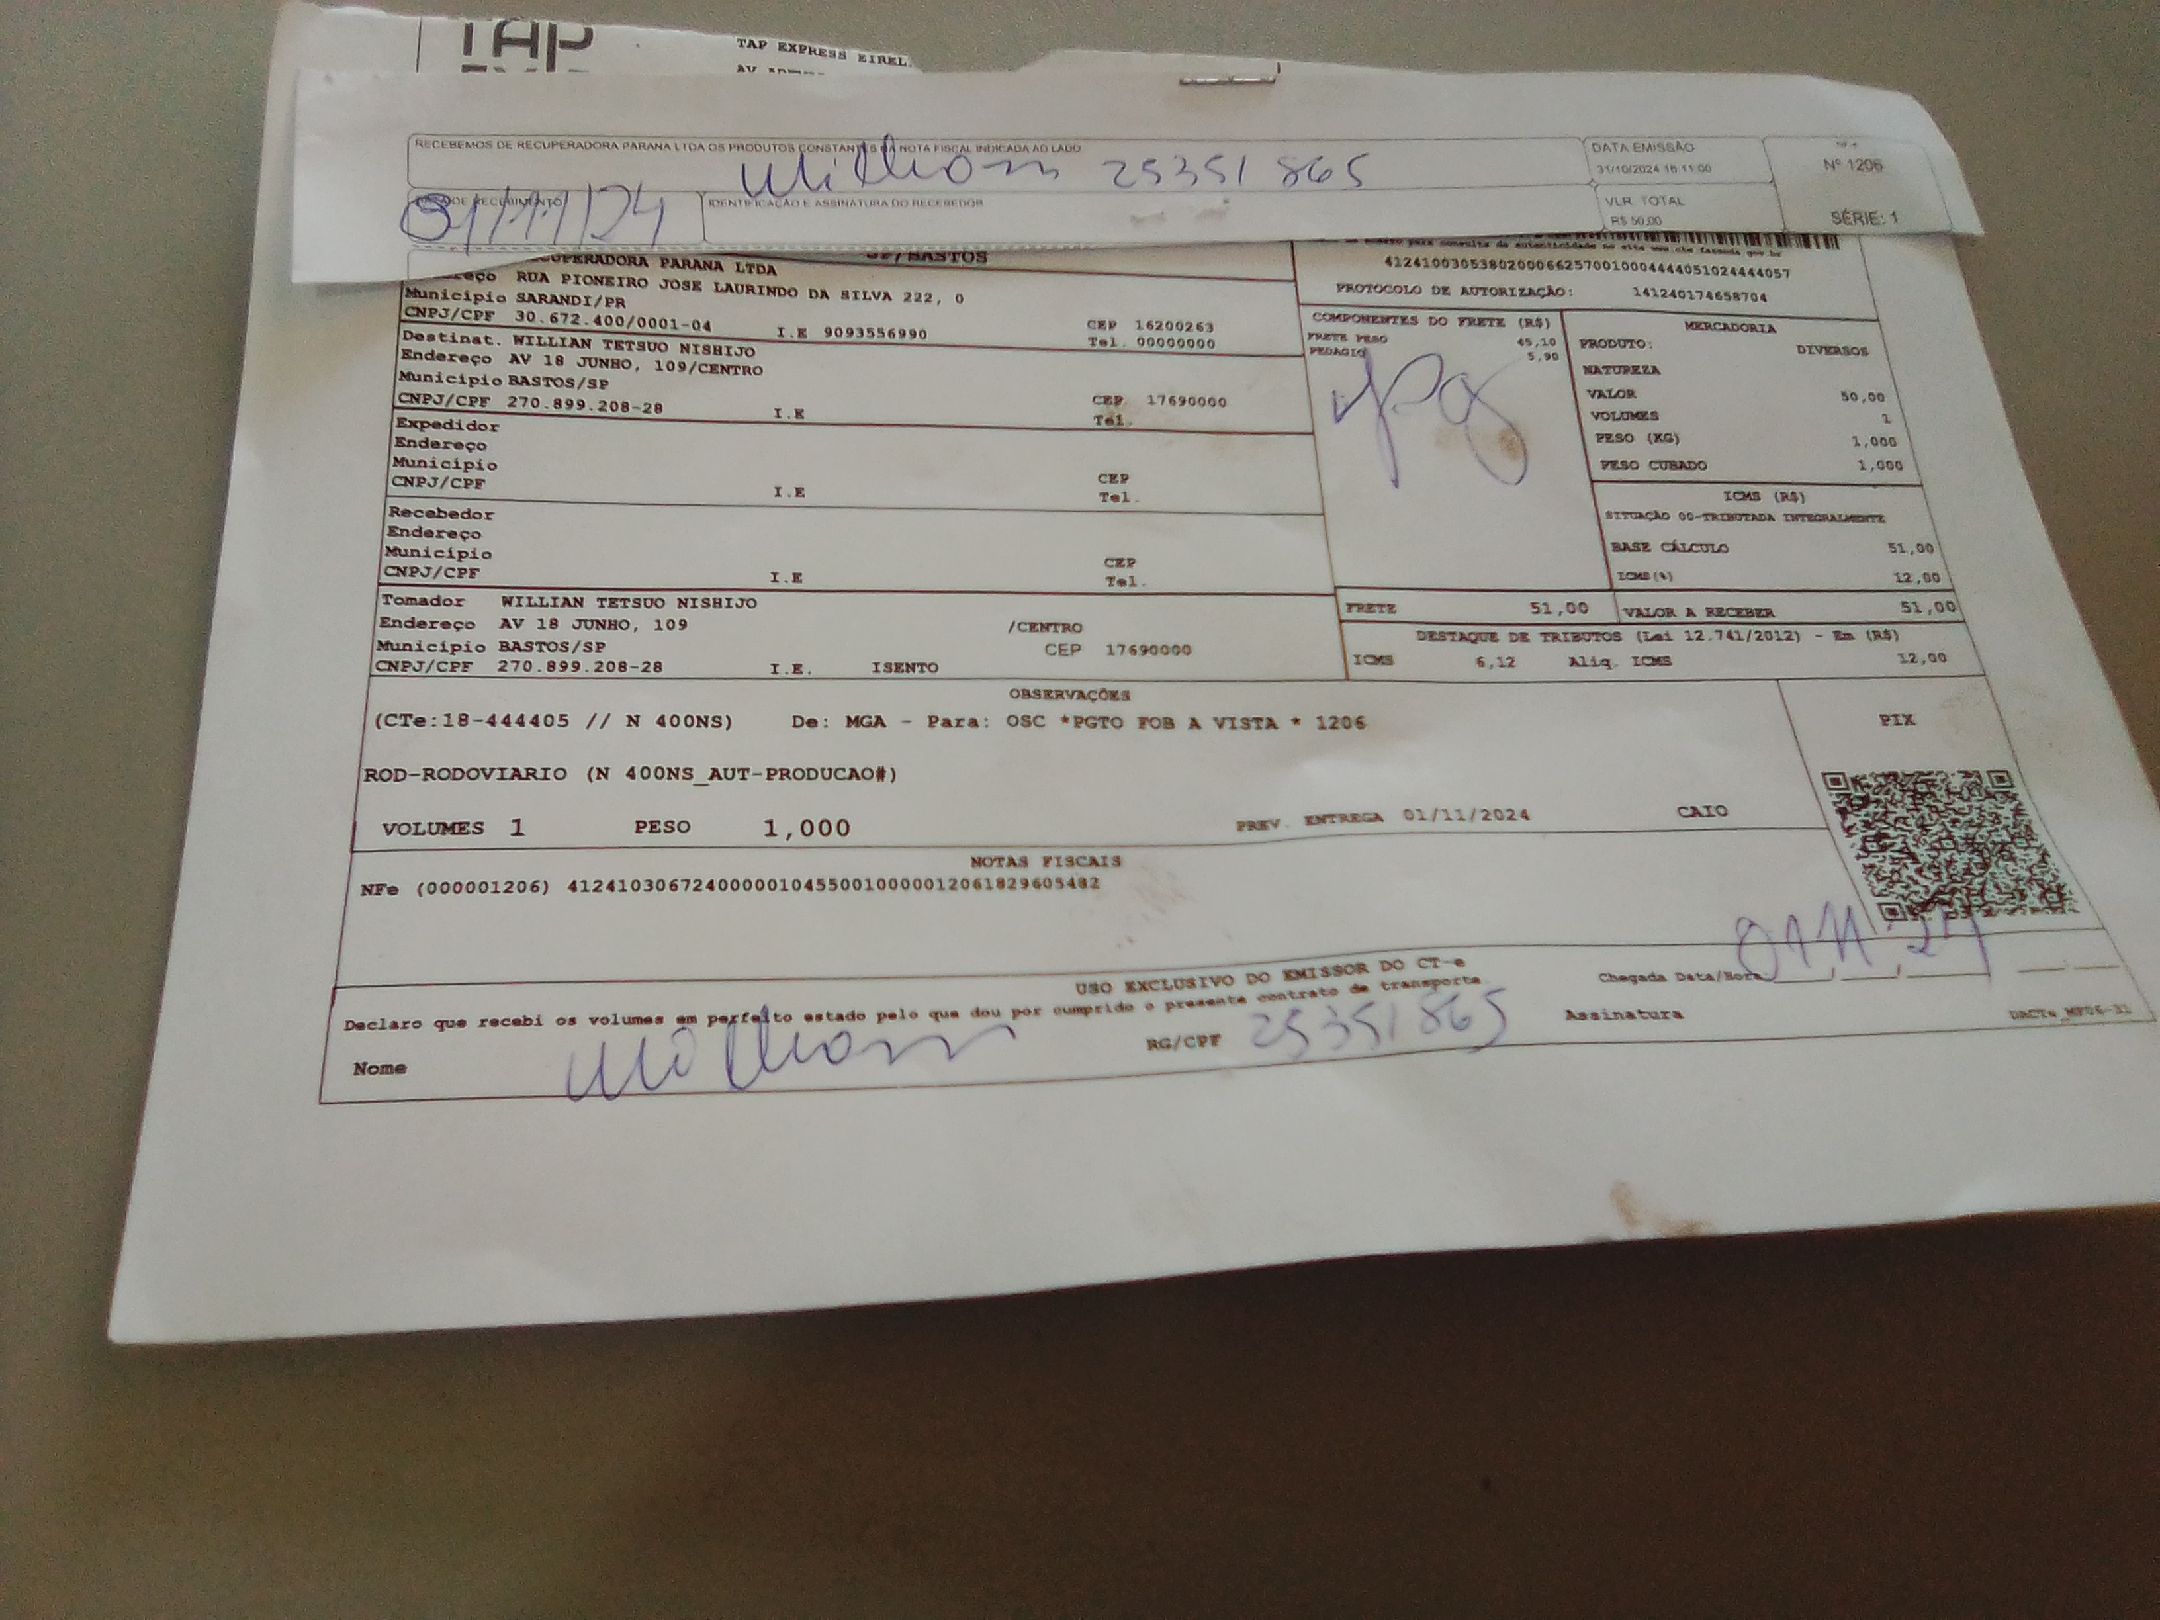 TAP
TAP EXPRESS EIREL
RECEBEMOS DE RECUPERADORA PARANA LTDA OS PRODUTOS CONSTANTES DA NOTA FISCAL INDICADA AO LADO
Willian 25351865
DATA EMISSÃO
31/10/2024 16:11:00
Nº 1206
01/11/24
DATA DE RECEBIMENTO
IDENTIFICAÇÃO E ASSINATURA DO RECEBEDOR
VLR. TOTAL
R$ 50,00
SÉRIE: 1
SP/BASTOS
CUPERADORA PARANA LTDA
ereço RUA PIONEIRO JOSE LAURINDO DA SILVA 222, 0
Município SARANDI/PR
CNPJ/CPF 30.672.400/0001-04 I.E 9093556990
CEP 16200263
Tel. 00000000
41241003053802000662570010004444051024444057
PROTOCOLO DE AUTORIZAÇÃO: 141240174658704
Destinat. WILLIAN TETSUO NISHIJO
Endereço AV 18 JUNHO, 109/CENTRO
Município BASTOS/SP
CNPJ/CPF 270.899.208-28 I.E
CEP 17690000
Tel.
COMPONENTES DO FRETE (R$)
FRETE PESO 45,10
PEDAGIO 5,90
pg
MERCADORIA
PRODUTO: DIVERSOS
NATUREZA
VALOR 50,00
VOLUMES 1
PESO (KG) 1,000
PESO CUBADO 1,000
Expedidor
Endereço
Município
CNPJ/CPF I.E
CEP
Tel.
Recebedor
Endereço
Município
CNPJ/CPF I.E
CEP
Tel.
ICMS (R$)
SITUAÇÃO 00-TRIBUTADA INTEGRALMENTE
BASE CÁLCULO 51,00
ICMS(%) 12,00
Tomador WILLIAN TETSUO NISHIJO
Endereço AV 18 JUNHO, 109 /CENTRO
Município BASTOS/SP CEP 17690000
CNPJ/CPF 270.899.208-28 I.E. ISENTO
FRETE 51,00 VALOR A RECEBER 51,00
DESTAQUE DE TRIBUTOS (Lei 12.741/2012) - Em (R$)
ICMS 6,12 Aliq. ICMS 12,00
OBSERVAÇÕES
(CTe:18-444405 // N 400NS) De: MGA - Para: OSC *PGTO FOB A VISTA * 1206
PIX
ROD-RODOVIARIO (N 400NS_AUT-PRODUCAO#)
VOLUMES 1 PESO 1,000 PREV. ENTREGA 01/11/2024 CAIO
NOTAS FISCAIS
NFe (000001206) 41241030672400000104550010000012061829605482
USO EXCLUSIVO DO EMISSOR DO CT-e
Declaro que recebi os volumes em perfeito estado pelo que dou por cumprido o presente contrato de transporte
Chegada Data/Hora 01 11 24
Nome Willian RG/CPF 25351865 Assinatura